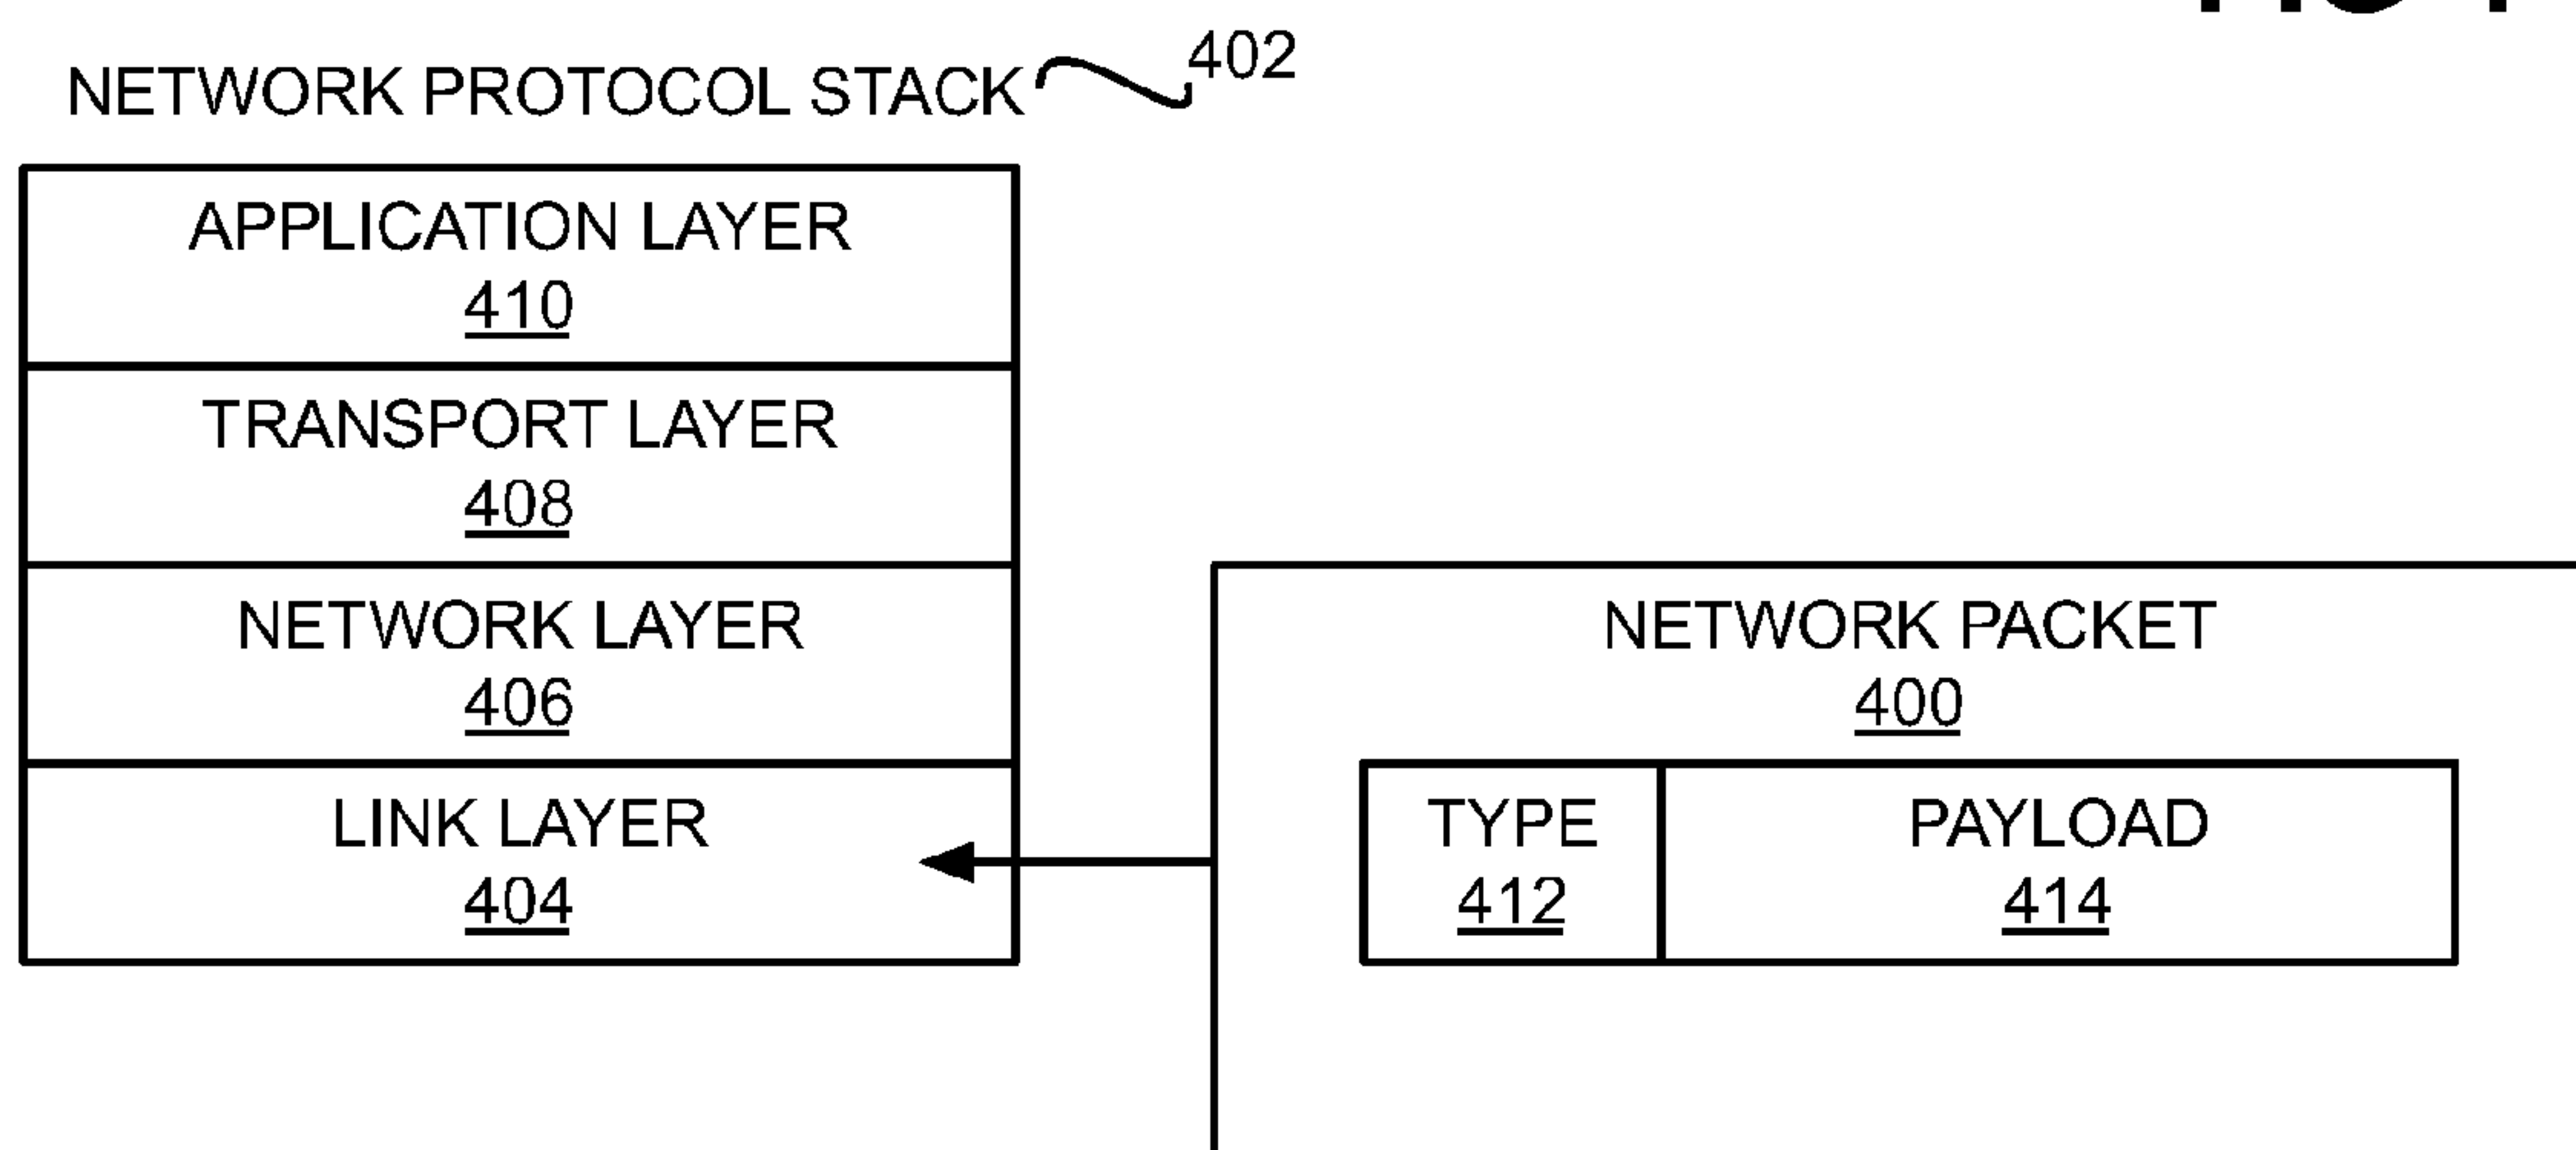 NETWORK PROTOCOL STACK 402
APPLICATION LAYER
410
TRANSPORT LAYER
408
NETWORK LAYER
406
LINK LAYER
404
NETWORK PACKET
400
TYPE
412
PAYLOAD
414